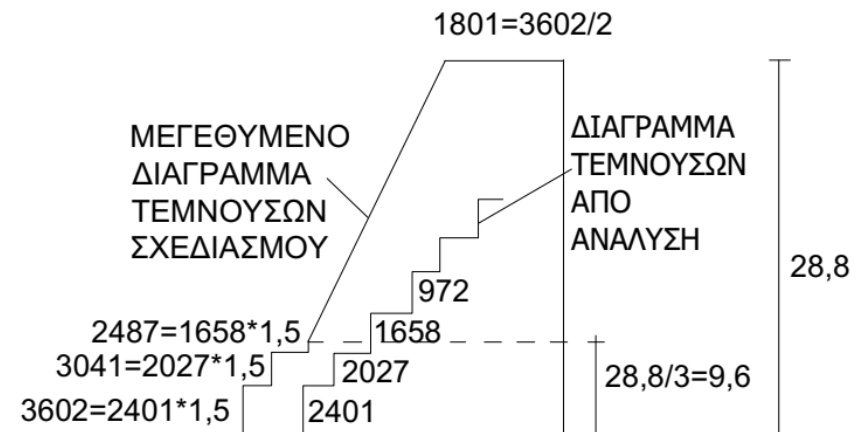 1801=3602/2
ΜΕΓΕΘΥΜΕΝΟ
ΔΙΑΓΡΑΜΜΑ
ΤΕΜΝΟΥΣΩΝ
ΣΧΕΔΙΑΣΜΟΥ
ΔΙΑΓΡΑΜΜΑ
ΤΕΜΝΟΥΣΩΝ
ΑΠΟ
ΑΝΑΛΥΣΗ
28,8
972
2487=1658*1,5
1658
3041=2027*1,5
2027
28,8/3=9,6
3602=2401*1,5
2401